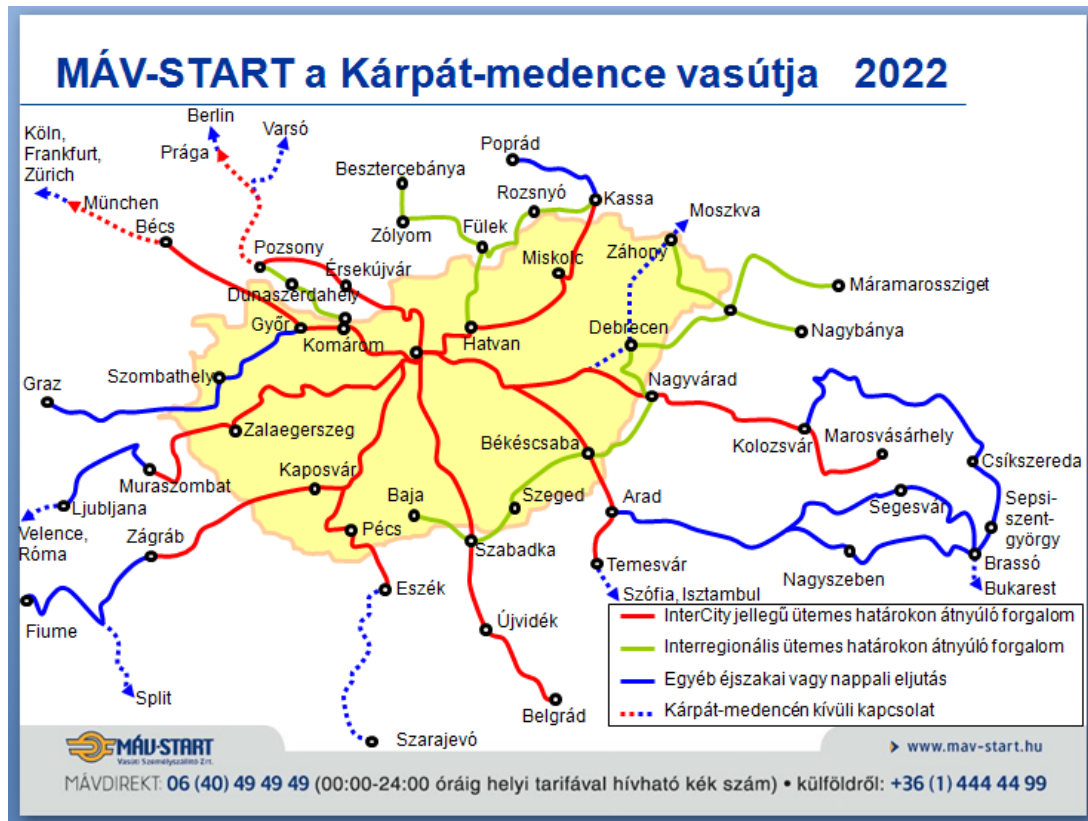 MÁV-START a Kárpát-medence vasútja 2022
Berlin
Varsó
Köln,
Frankfurt,
Zürich
Prága
München
Bécs
Pozsony
Érsekújvár
Dunaszerdahely
Győr
Komárom
Besztercebánya
Zólyom
Fülek
Rozsnyó
Poprád
Kassa
Miskolc
Hatvan
Moszkva
Záhony
Debrecen
Máramarossziget
Nagybánya
Nagyvárad
Kolozsvár
Marosvásárhely
Csíkszereda
Sepsi-
szent-
györgy
Segesvár
Nagyszeben
Brassó
Bukarest
Graz
Szombathely
Zalaegerszeg
Muraszombat
Ljubljana
Velence,
Róma
Kaposvár
Zágráb
Fiume
Split
Baja
Pécs
Eszék
Szarajevó
Szeged
Békéscsaba
Szabadka
Újvidék
Belgrád
Arad
Temesvár
Szófia, Isztambul
InterCity jellegű ütemes határokon átnyúló forgalom
Interregionális ütemes határokon átnyúló forgalom
Egyéb éjszakai vagy nappali eljutás
Kárpát-medencén kívüli kapcsolat
MÁV-START
Vasúti Személyszállító Zrt.
www.mav-start.hu
MÁVDIREKT: 06 (40) 49 49 49 (00:00-24:00 óráig helyi tarifával hívható kék szám) • külföldről: +36 (1) 444 44 99